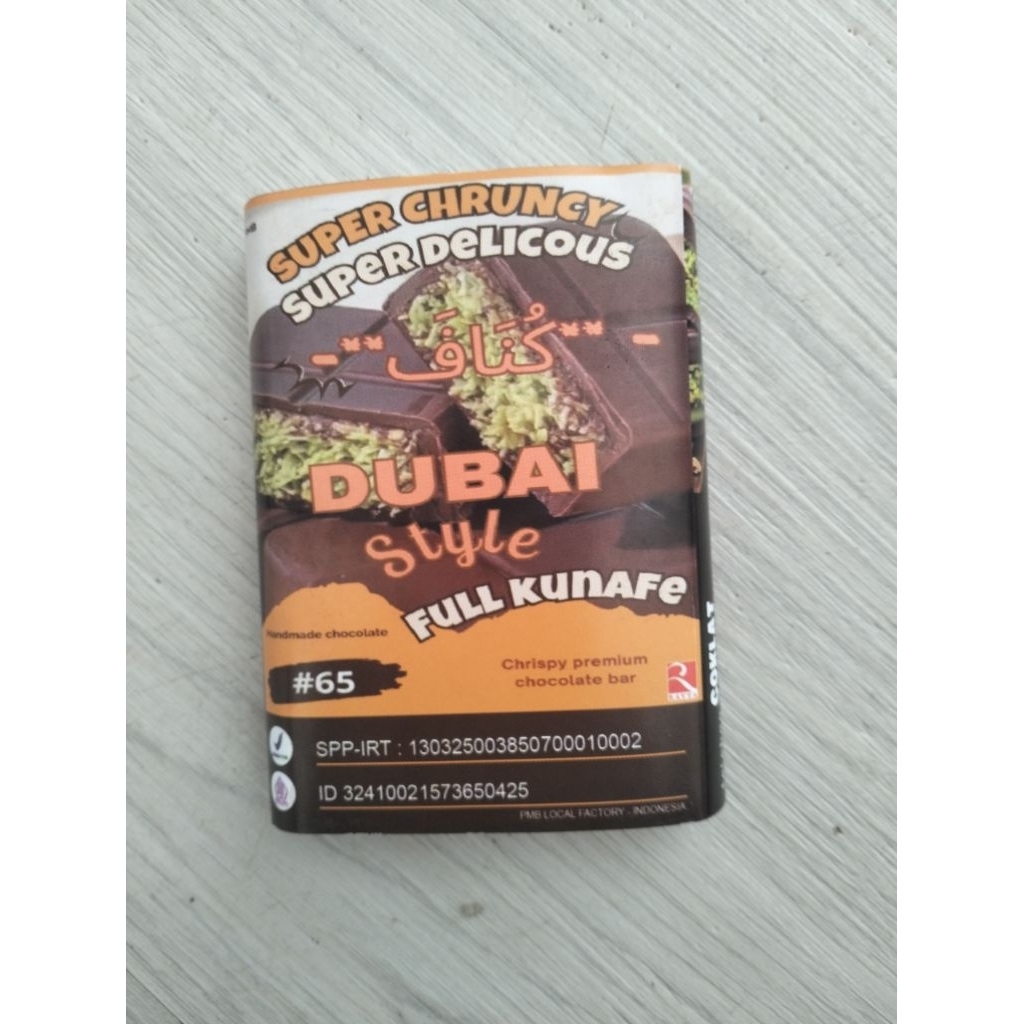 SUPER CHRUNCY
SUPER DELICOUS
- **كُنَافَ** -
DUBAI
Style
FULL KUNAFE
Handmade chocolate
#65
Chrispy premium
chocolate bar
COKLAT
SPP-IRT : 130325003850700010002
ID 32410021573650425
PMB LOCAL FACTORY - INDONESIA